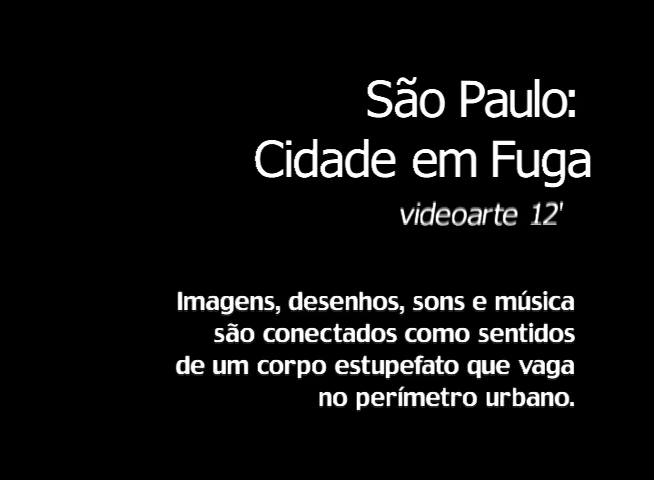 São Paulo:
Cidade em Fuga
videoarte 12'
Imagens, desenhos, sons e música
são conectados como sentidos
de um corpo estupefato que vaga
no perímetro urbano.